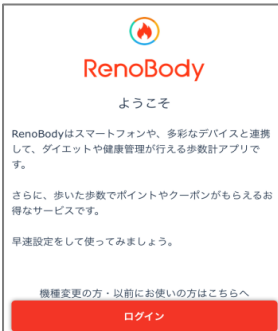 RenoBody
ようこそ
RenoBodyはスマートフォンや、多彩なデバイスと連携
して、ダイエットや健康管理が行える歩数計アプリで
す。
さらに、歩いた歩数でポイントやクーポンがもらえるお
得なサービスです。
早速設定をして使ってみましょう。
機種変更の方・以前にお使いの方はこちらへ
ログイン